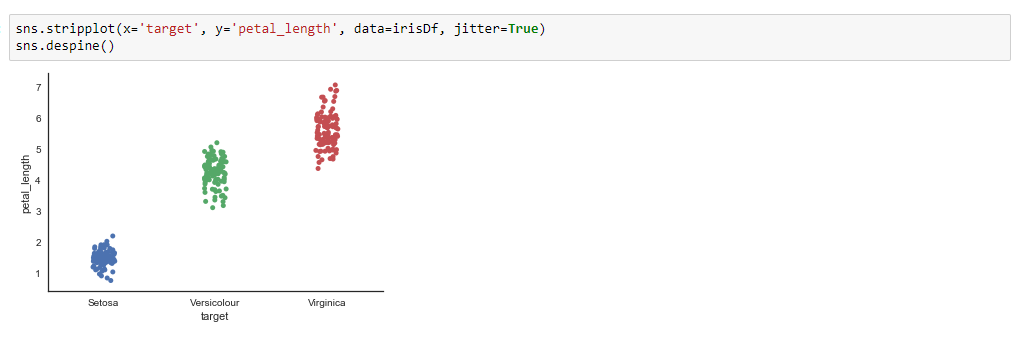 sns.stripplot(x='target', y='petal_length', data=irisDf, jitter=True)
sns.despine()
7
6
5
4
3
2
1
petal_length
Setosa Versicolour Virginica
target